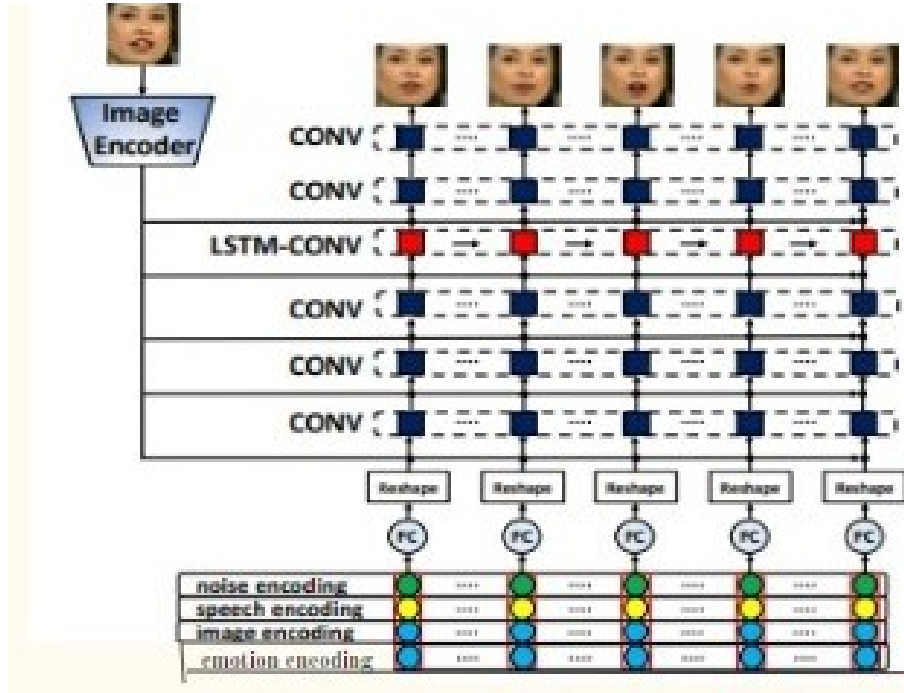 Image
Encoder
CONV
CONV
LSTM-CONV
CONV
CONV
CONV
Reshape Reshape Reshape Reshape Reshape
FC FC FC FC FC
noise encoding
speech encoding
image encoding
emotion encoding